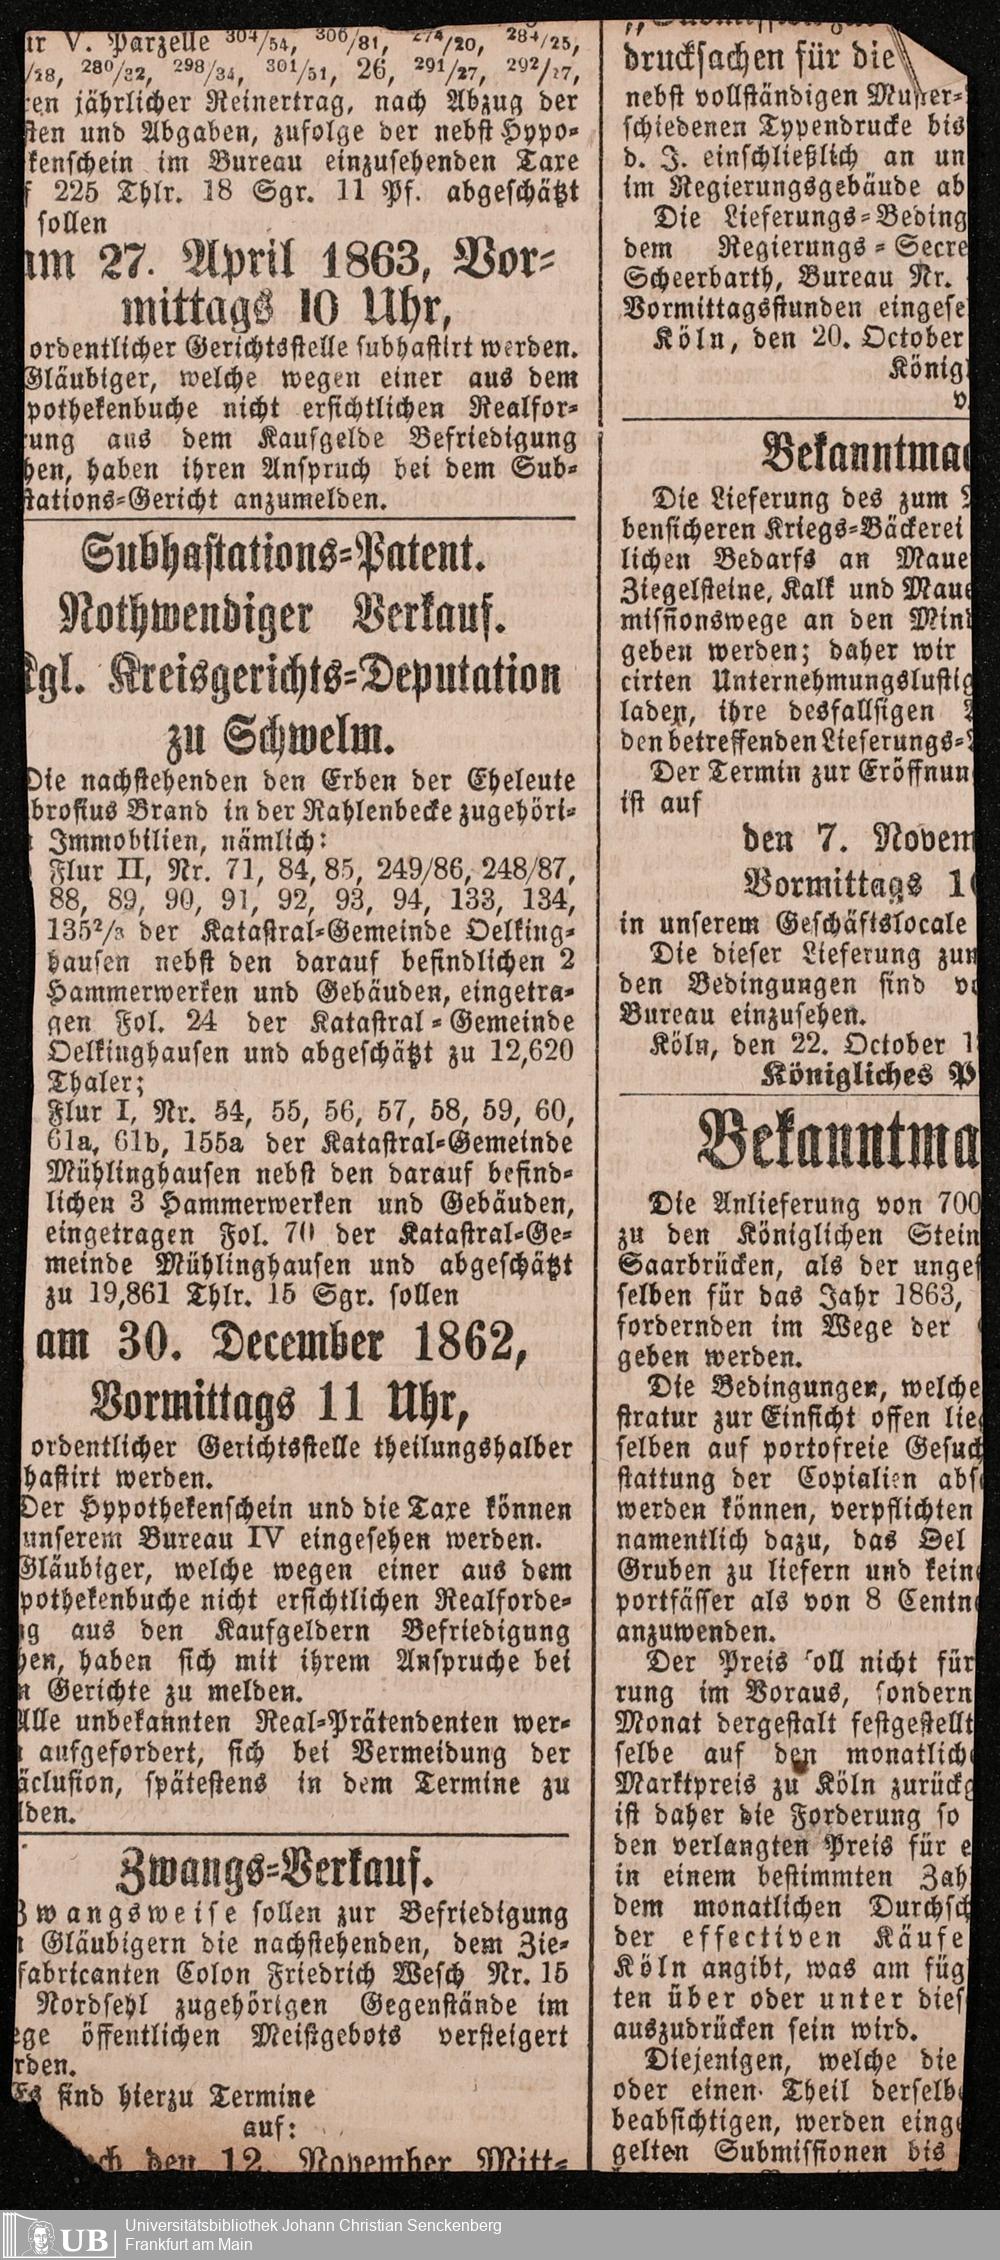 ur V. Parzelle 304/54, 306/81, 274/20, 284/25,
/28, 280/32, 298/34, 301/51, 26, 291/27, 292/27,
ren jährlicher Reinertrag, nach Abzug der
sten und Abgaben, zufolge der nebst Hypo-
kenschein im Bureau einzusehenden Taxe
f 225 Thlr. 18 Sgr. 11 Pf. abgeschätzt
sollen
am 27. April 1863, Vor-
mittags 10 Uhr,
ordentlicher Gerichtsstelle subhastirt werden.
Gläubiger, welche wegen einer aus dem
pothekenbuche nicht ersichtlichen Realfor-
rung aus dem Kaufgelde Befriedigung
hen, haben ihren Anspruch bei dem Sub-
stations-Gericht anzumelden.
Subhastations-Patent.
Nothwendiger Verkauf.
Kgl. Kreisgerichts-Deputation
zu Schwelm.
Die nachstehenden den Erben der Eheleute
brosius Brand in der Rahlenbecke zugehöri-
n Immobilien, nämlich:
Flur II, Nr. 71, 84, 85, 249/86, 248/87,
88, 89, 90, 91, 92, 93, 94, 133, 134,
135²/3 der Katastral-Gemeinde Oelking-
hausen nebst den darauf befindlichen 2
Hammerwerken und Gebäuden, eingetra-
gen Fol. 24 der Katastral-Gemeinde
Oelkinghausen und abgeschätzt zu 12,620
Thaler;
Flur I, Nr. 54, 55, 56, 57, 58, 59, 60,
61a, 61b, 155a der Katastral-Gemeinde
Mühlinghausen nebst den darauf befind-
lichen 3 Hammerwerken und Gebäuden,
eingetragen Fol. 70 der Katastral-Ge-
meinde Mühlinghausen und abgeschätzt
zu 19,861 Thlr. 15 Sgr. sollen
am 30. December 1862,
Vormittags 11 Uhr,
ordentlicher Gerichtsstelle theilungshalber
hastirt werden.
Der Hypothekenschein und die Taxe können
unserem Bureau IV eingesehen werden.
Gläubiger, welche wegen einer aus dem
pothekenbuche nicht ersichtlichen Realforde-
ng aus den Kaufgeldern Befriedigung
hen, haben sich mit ihrem Anspruche bei
m Gerichte zu melden.
Alle unbekannten Real-Prätendenten wer-
n aufgefordert, sich bei Vermeidung der
äclusion, spätestens in dem Termine zu
lden.
Zwangs-Verkauf.
Zwangsweise sollen zur Befriedigung
n Gläubigern die nachstehenden, dem Zie-
fabricanten Colon Friedrich Wesch Nr. 15
Nordsehl zugehörigen Gegenstände im
ege öffentlichen Meistgebots versteigert
rden.
Es sind hierzu Termine
auf:
ch den 12. November Mitt-
drucksachen für die
nebst vollständigen Muster-
schiedenen Typendrucke bis
d. J. einschließlich an un
im Regierungsgebäude ab
Die Lieferungs-Beding
dem Regierungs-Secre
Scheerbarth, Bureau Nr.
Vormittagsstunden eingese
Köln, den 20. October
Königl
v.
Bekanntmac
Die Lieferung des zum
bensicheren Kriegs-Bäckerei
lichen Bedarfs an Maue
Ziegelsteine, Kalk und Maue
missionswege an den Mind
geben werden; daher wir
cirten Unternehmungslustig
laden, ihre desfallsigen
den betreffenden Lieferungs-
Der Termin zur Eröffnun
ist auf
den 7. Novem
Vormittags 10
in unserem Geschäftslocale
Die dieser Lieferung zum
den Bedingungen sind vo
Bureau einzusehen.
Köln, den 22. October 1
Königliches P
Bekanntma
Die Anlieferung von 700
zu den Königlichen Stein
Saarbrücken, als der ungef
selben für das Jahr 1863,
fordernden im Wege der
geben werden.
Die Bedingungen, welche
stratur zur Einsicht offen lieg
selben auf portofreie Gesuch
stattung der Copialien absc
werden können, verpflichten
namentlich dazu, das Oel
Gruben zu liefern und kein
portfässer als von 8 Centn
anzuwenden.
Der Preis soll nicht für
rung im Voraus, sondern
Monat dergestalt festgestellt
selbe auf den monatlich
Marktpreis zu Köln zurückg
ist daher die Forderung so
den verlangten Preis für e
in einem bestimmten Zah
dem monatlichen Durchsch
der effectiven Käufe
Köln angibt, was am füg
ten über oder unter dies
auszudrücken sein wird.
Diejenigen, welche die
oder einen Theil derselb
beabsichtigen, werden einge
gelten Submissionen bis
UB Universitätsbibliothek Johann Christian Senckenberg
Frankfurt am Main